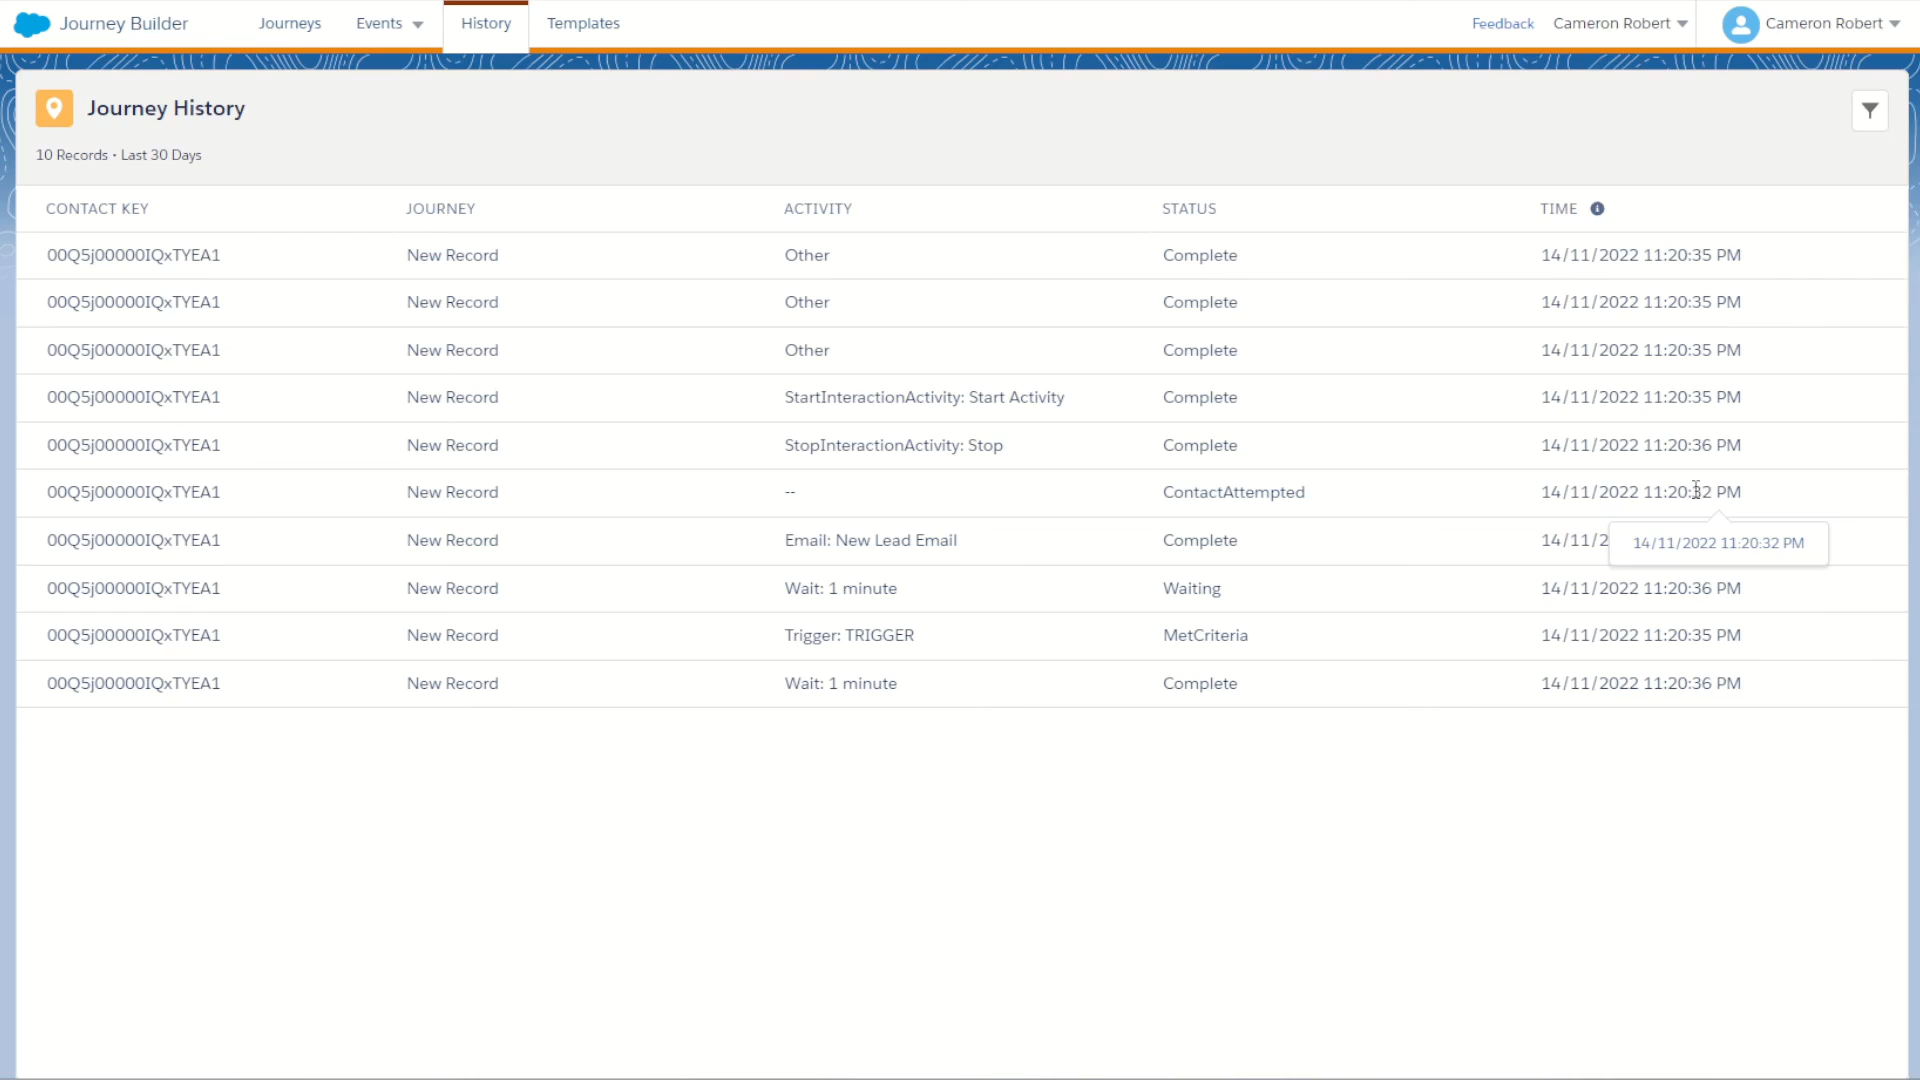 Journey Builder Journeys Events History Templates Feedback Cameron Robert Cameron Robert
Journey History
10 Records • Last 30 Days
CONTACT KEY JOURNEY ACTIVITY STATUS TIME
00Q5j00000IQxTYEA1 New Record Other Complete 14/11/2022 11:20:35 PM
00Q5j00000IQxTYEA1 New Record Other Complete 14/11/2022 11:20:35 PM
00Q5j00000IQxTYEA1 New Record Other Complete 14/11/2022 11:20:35 PM
00Q5j00000IQxTYEA1 New Record StartInteractionActivity: Start Activity Complete 14/11/2022 11:20:35 PM
00Q5j00000IQxTYEA1 New Record StopInteractionActivity: Stop Complete 14/11/2022 11:20:36 PM
00Q5j00000IQxTYEA1 New Record -- ContactAttempted 14/11/2022 11:20:32 PM
00Q5j00000IQxTYEA1 New Record Email: New Lead Email Complete 14/11/2
14/11/2022 11:20:32 PM
00Q5j00000IQxTYEA1 New Record Wait: 1 minute Waiting 14/11/2022 11:20:36 PM
00Q5j00000IQxTYEA1 New Record Trigger: TRIGGER MetCriteria 14/11/2022 11:20:35 PM
00Q5j00000IQxTYEA1 New Record Wait: 1 minute Complete 14/11/2022 11:20:36 PM